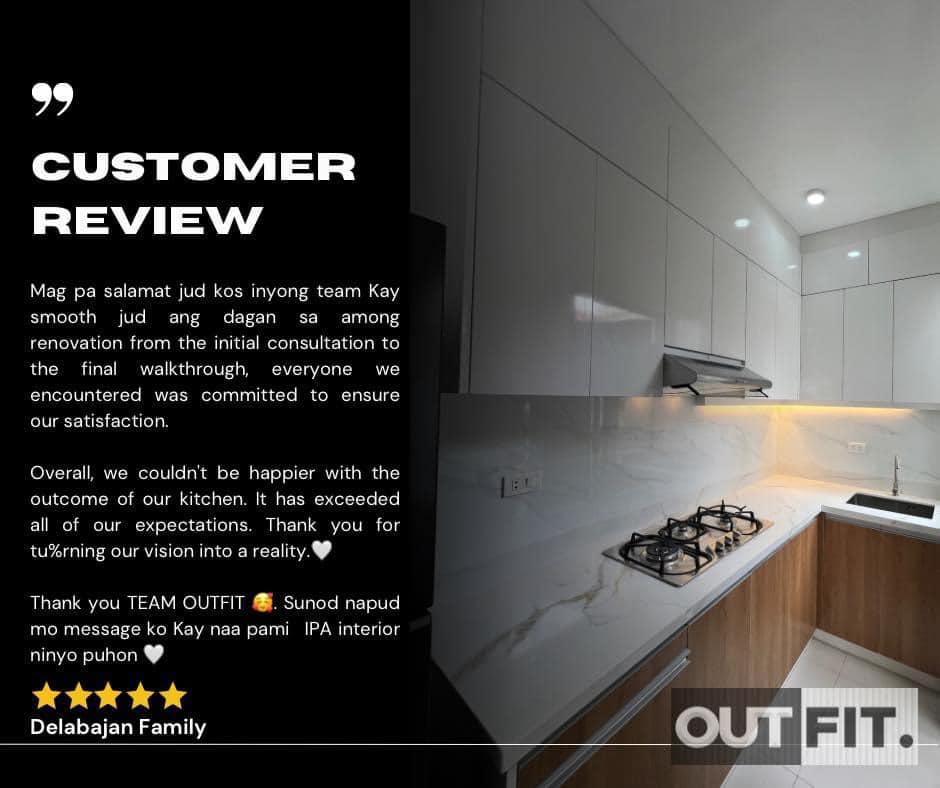 ❞
CUSTOMER
REVIEW
Mag pa salamat jud kos inyong team Kay
smooth jud ang dagan sa among
renovation from the initial consultation to
the final walkthrough, everyone we
encountered was committed to ensure
our satisfaction.
Overall, we couldn't be happier with the
outcome of our kitchen. It has exceeded
all of our expectations. Thank you for
tu%rning our vision into a reality.🤍
Thank you TEAM OUTFIT 🥰. Sunod napud
mo message ko Kay naa pami IPA interior
ninyo puhon 🤍
⭐⭐⭐⭐⭐
Delabajan Family
OUTFIT.